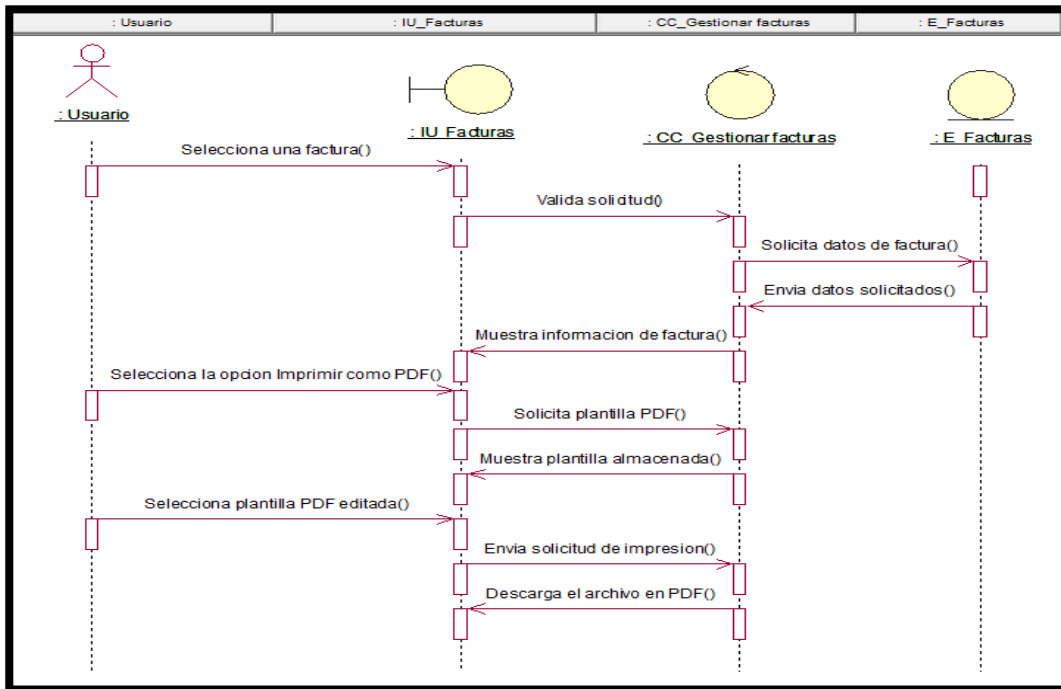 : Usuario
: IU_Facturas
: CC_Gestionar facturas
: E_Facturas
: Usuario
: IU_Facturas
: CC_Gestionar facturas
: E_Facturas
Selecciona una factura()
Valida solicitud()
Solicita datos de factura()
Envia datos solicitados()
Muestra informacion de factura()
Selecciona la opcion Imprimir como PDF()
Solicita plantilla PDF()
Muestra plantilla almacenada()
Selecciona plantilla PDF editada()
Envia solicitud de impresion()
Descarga el archivo en PDF()